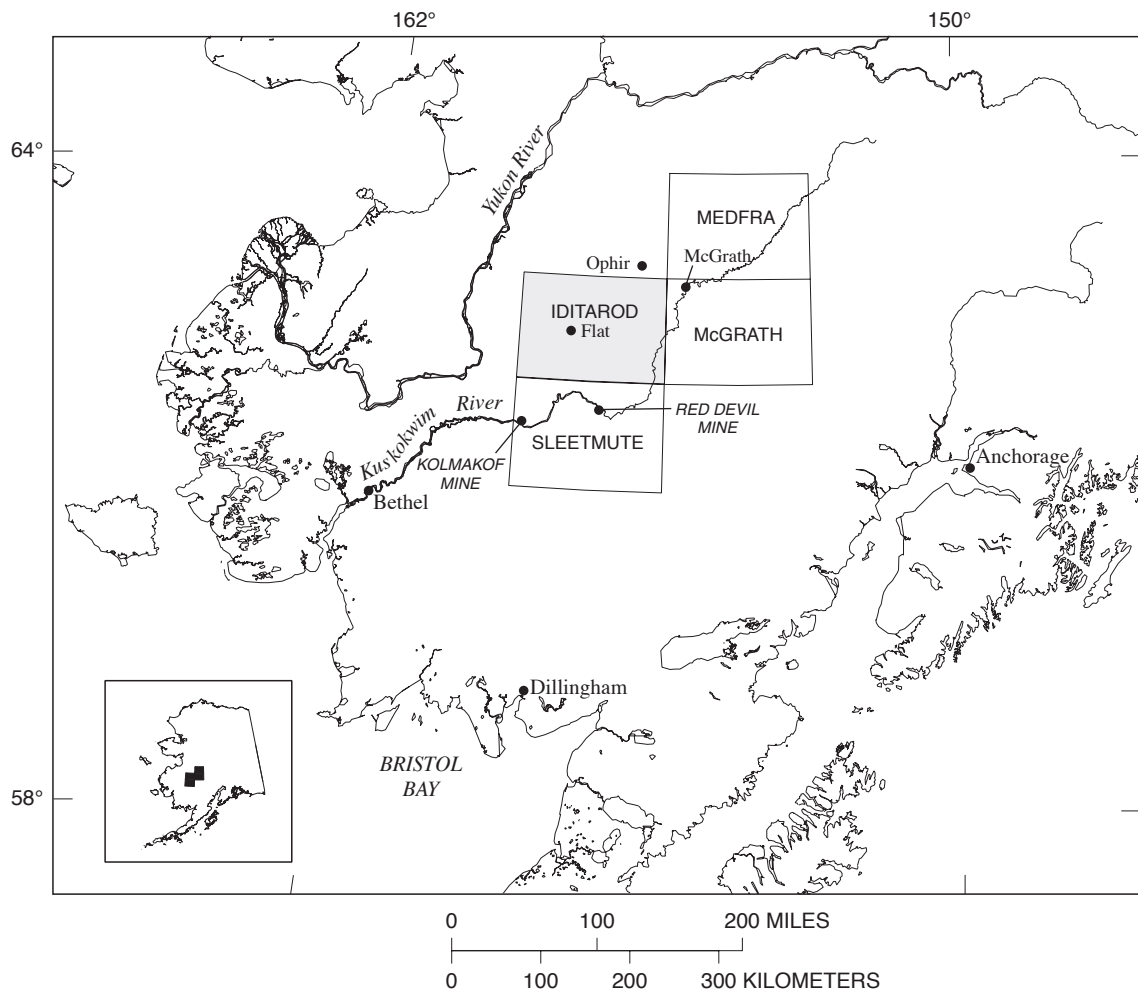 162°
150°
64°
Yukon River
MEDFRA
McGrath
Ophir
IDITAROD
Flat
McGRATH
River
RED DEVIL
MINE
SLEETMUTE
KOLMAKOF
MINE
Kuskokwim
Bethel
Anchorage
Dillingham
BRISTOL
BAY
58°
0 100 200 MILES
0 100 200 300 KILOMETERS